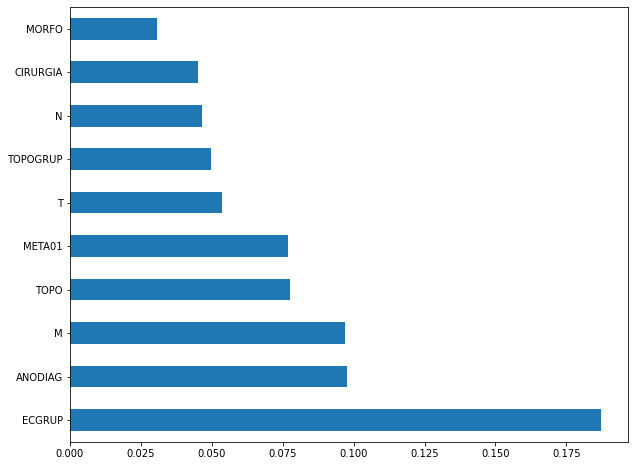 MORFO
CIRURGIA
N
TOPOGRUP
T
META01
TOPO
M
ANODIAG
ECGRUP
0.000 0.025 0.050 0.075 0.100 0.125 0.150 0.175